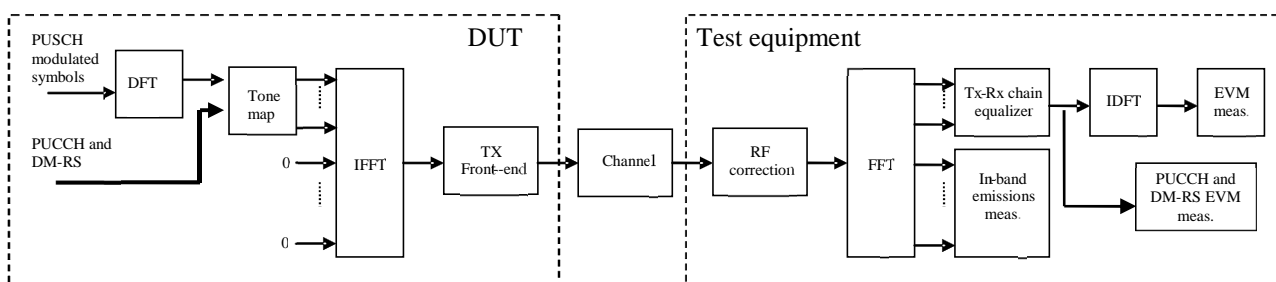 DUT
Test equipment
PUSCH
modulated
symbols
DFT
Tone
map
PUCCH and
DM-RS
0
0
IFFT
TX
Front-end
Channel
RF
correction
FFT
Tx-Rx chain
equalizer
IDFT
EVM
meas.
In-band
emissions
meas.
PUCCH and
DM-RS EVM
meas.